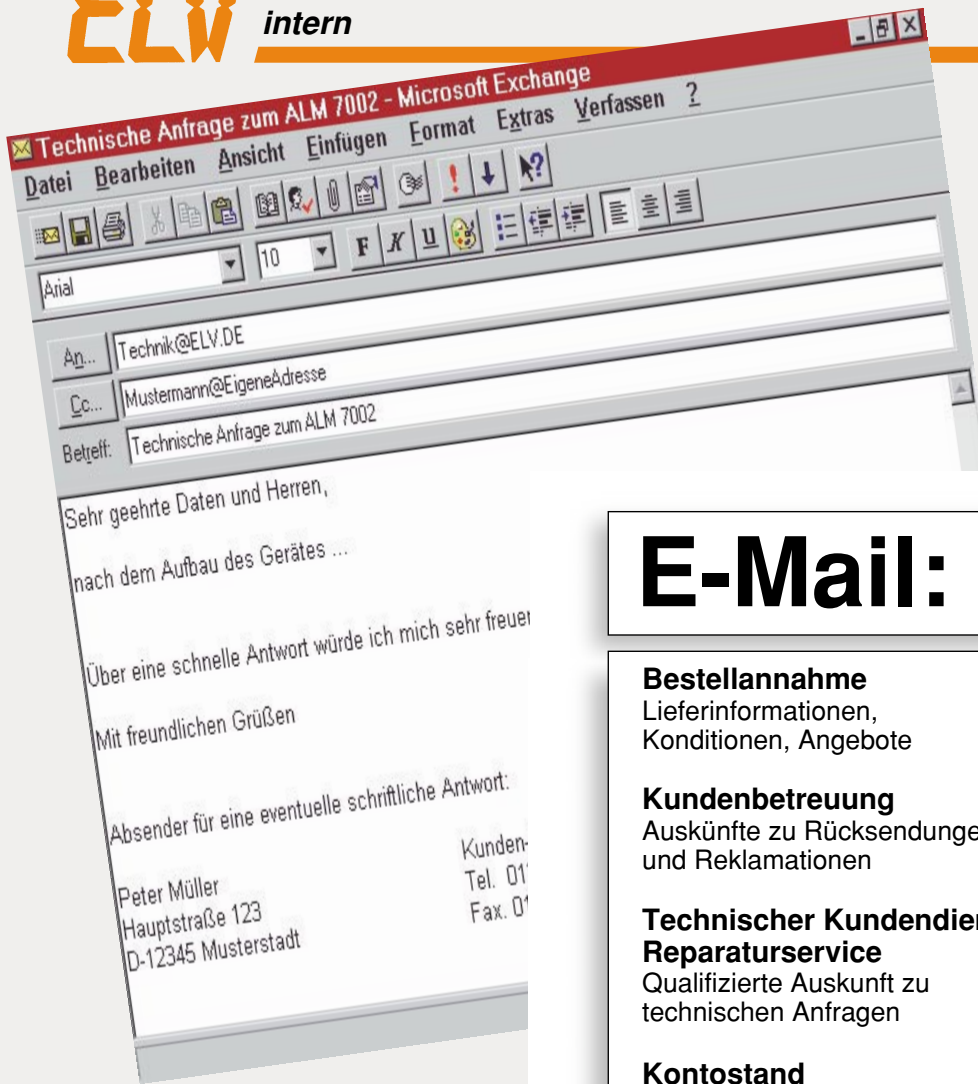 ELV intern
Technische Anfrage zum ALM 7002 - Microsoft Exchange
Datei Bearbeiten Ansicht Einfügen Format Extras Verfassen ?
Arial 10 F K U
An... Technik@ELV.DE
Cc... Mustermann@EigeneAdresse
Betreff: Technische Anfrage zum ALM 7002
Sehr geehrte Daten und Herren,
nach dem Aufbau des Gerätes ...
Über eine schnelle Antwort würde ich mich sehr freuen
Mit freundlichen Grüßen
Absender für eine eventuelle schriftliche Antwort:
Kunden-
Peter Müller Tel. 01
Hauptstraße 123 Fax. 0
D-12345 Musterstadt
E-Mail:
Bestellannahme
Lieferinformationen,
Konditionen, Angebote
Kundenbetreuung
Auskünfte zu Rücksendunge
und Reklamationen
Technischer Kundendien
Reparaturservice
Qualifizierte Auskunft zu
technischen Anfragen
Kontostand